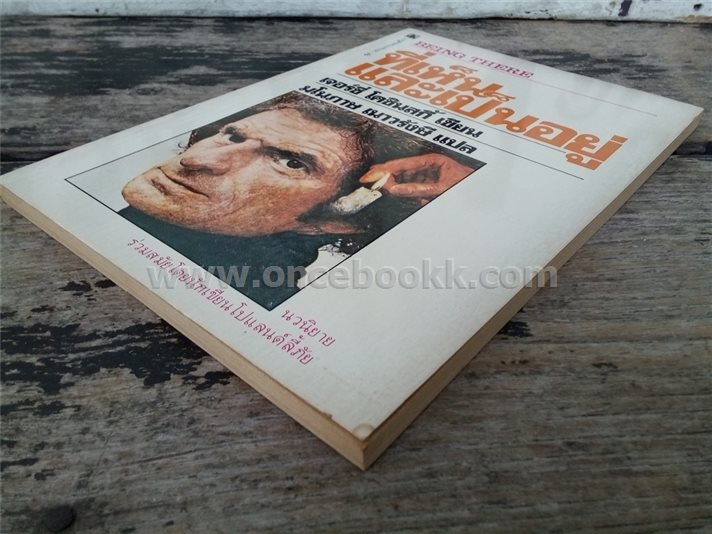 BEING THERE
ที่เห็น
และเป็นอยู่
เจอร์ซี โคซินสกี้ เขียน
มโนภาษ เนาวรังษี แปล
นวนิยาย
ร่วมสมัยโดยนักเขียนโปแลนด์ลี้ภัย
www.oncebookk.com